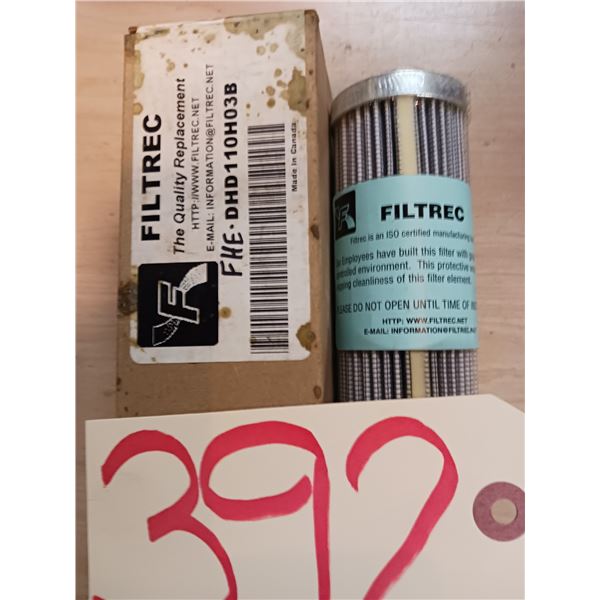 FILTREC
The Quality Replacement
HTTP://WWW.FILTREC.NET
E-MAIL: INFORMATION@FILTREC.NET
FHE-DHD110H03B
Made in Canada
F
FILTREC
Filtrec is an ISO certified manufacturing
Employees have built this filter with
controlled environment. This protective
cleanliness of this filter element.
PLEASE DO NOT OPEN UNTIL TIME OF
HTTP: WWW.FILTREC.NET
E-MAIL: INFORMATION@FILTREC.
392